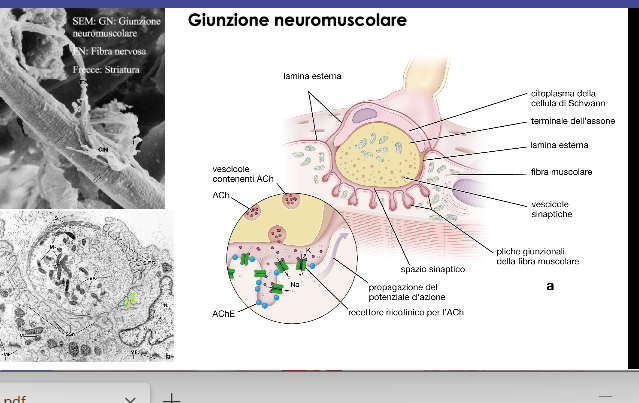 Giunzione neuromuscolare
SEM: GN: Giunzione
neuromuscolare
FN: Fibra nervosa
Frecce: Striatura
GN
lamina esterna
citoplasma della
cellula di Schwann
terminale dell'assone
lamina esterna
fibra muscolare
vescicole
sinaptiche
pliche giunzionali
della fibra muscolare
vescicole
contenenti ACh
ACh
K
Na
spazio sinaptico
propagazione del
potenziale d'azione
recettore nicotinico per l'ACh
AChE
a
M
pdf